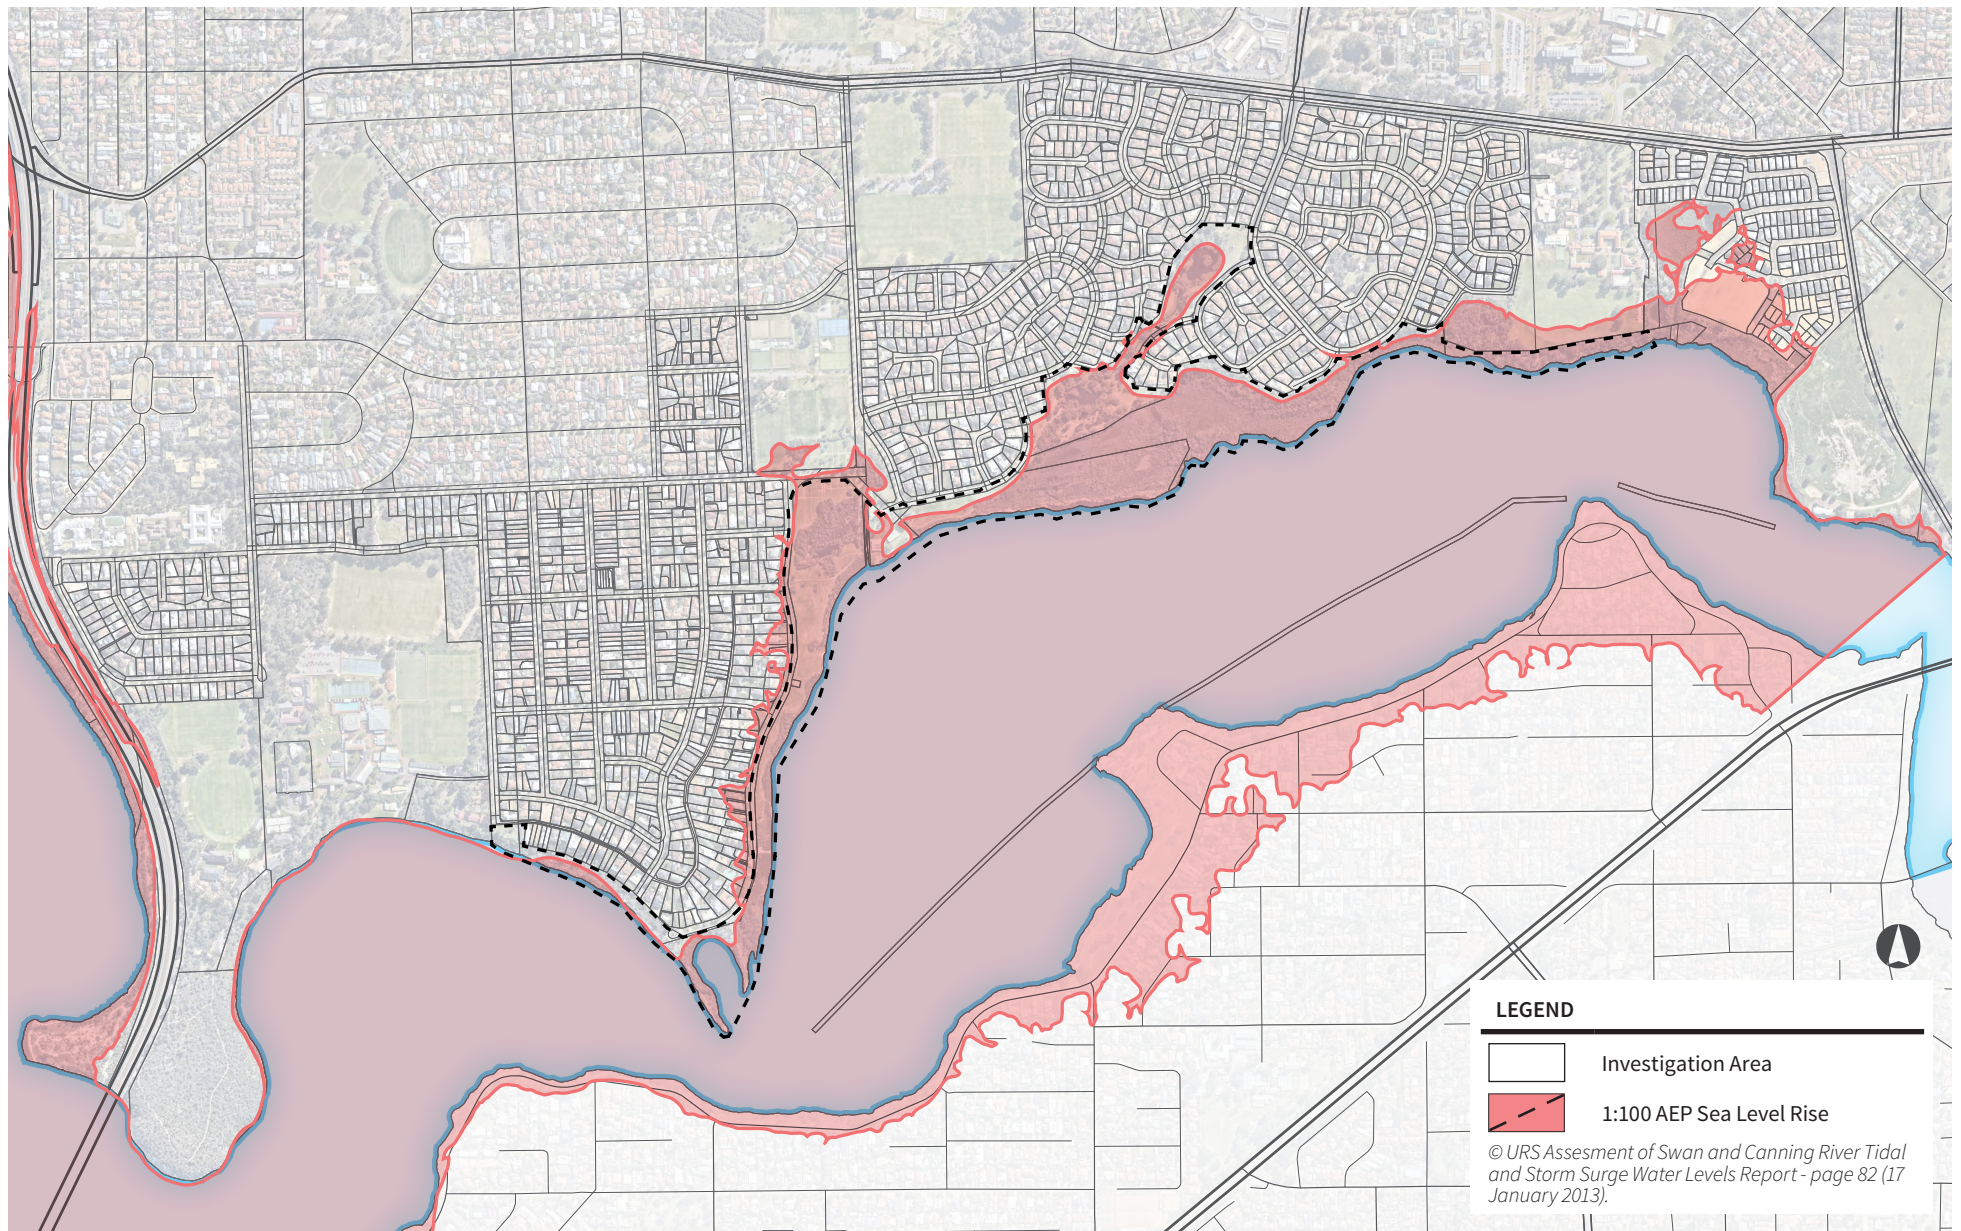 LEGEND
Investigation Area
1:100 AEP Sea Level Rise
© URS Assesment of Swan and Canning River Tidal
and Storm Surge Water Levels Report - page 82 (17
January 2013).